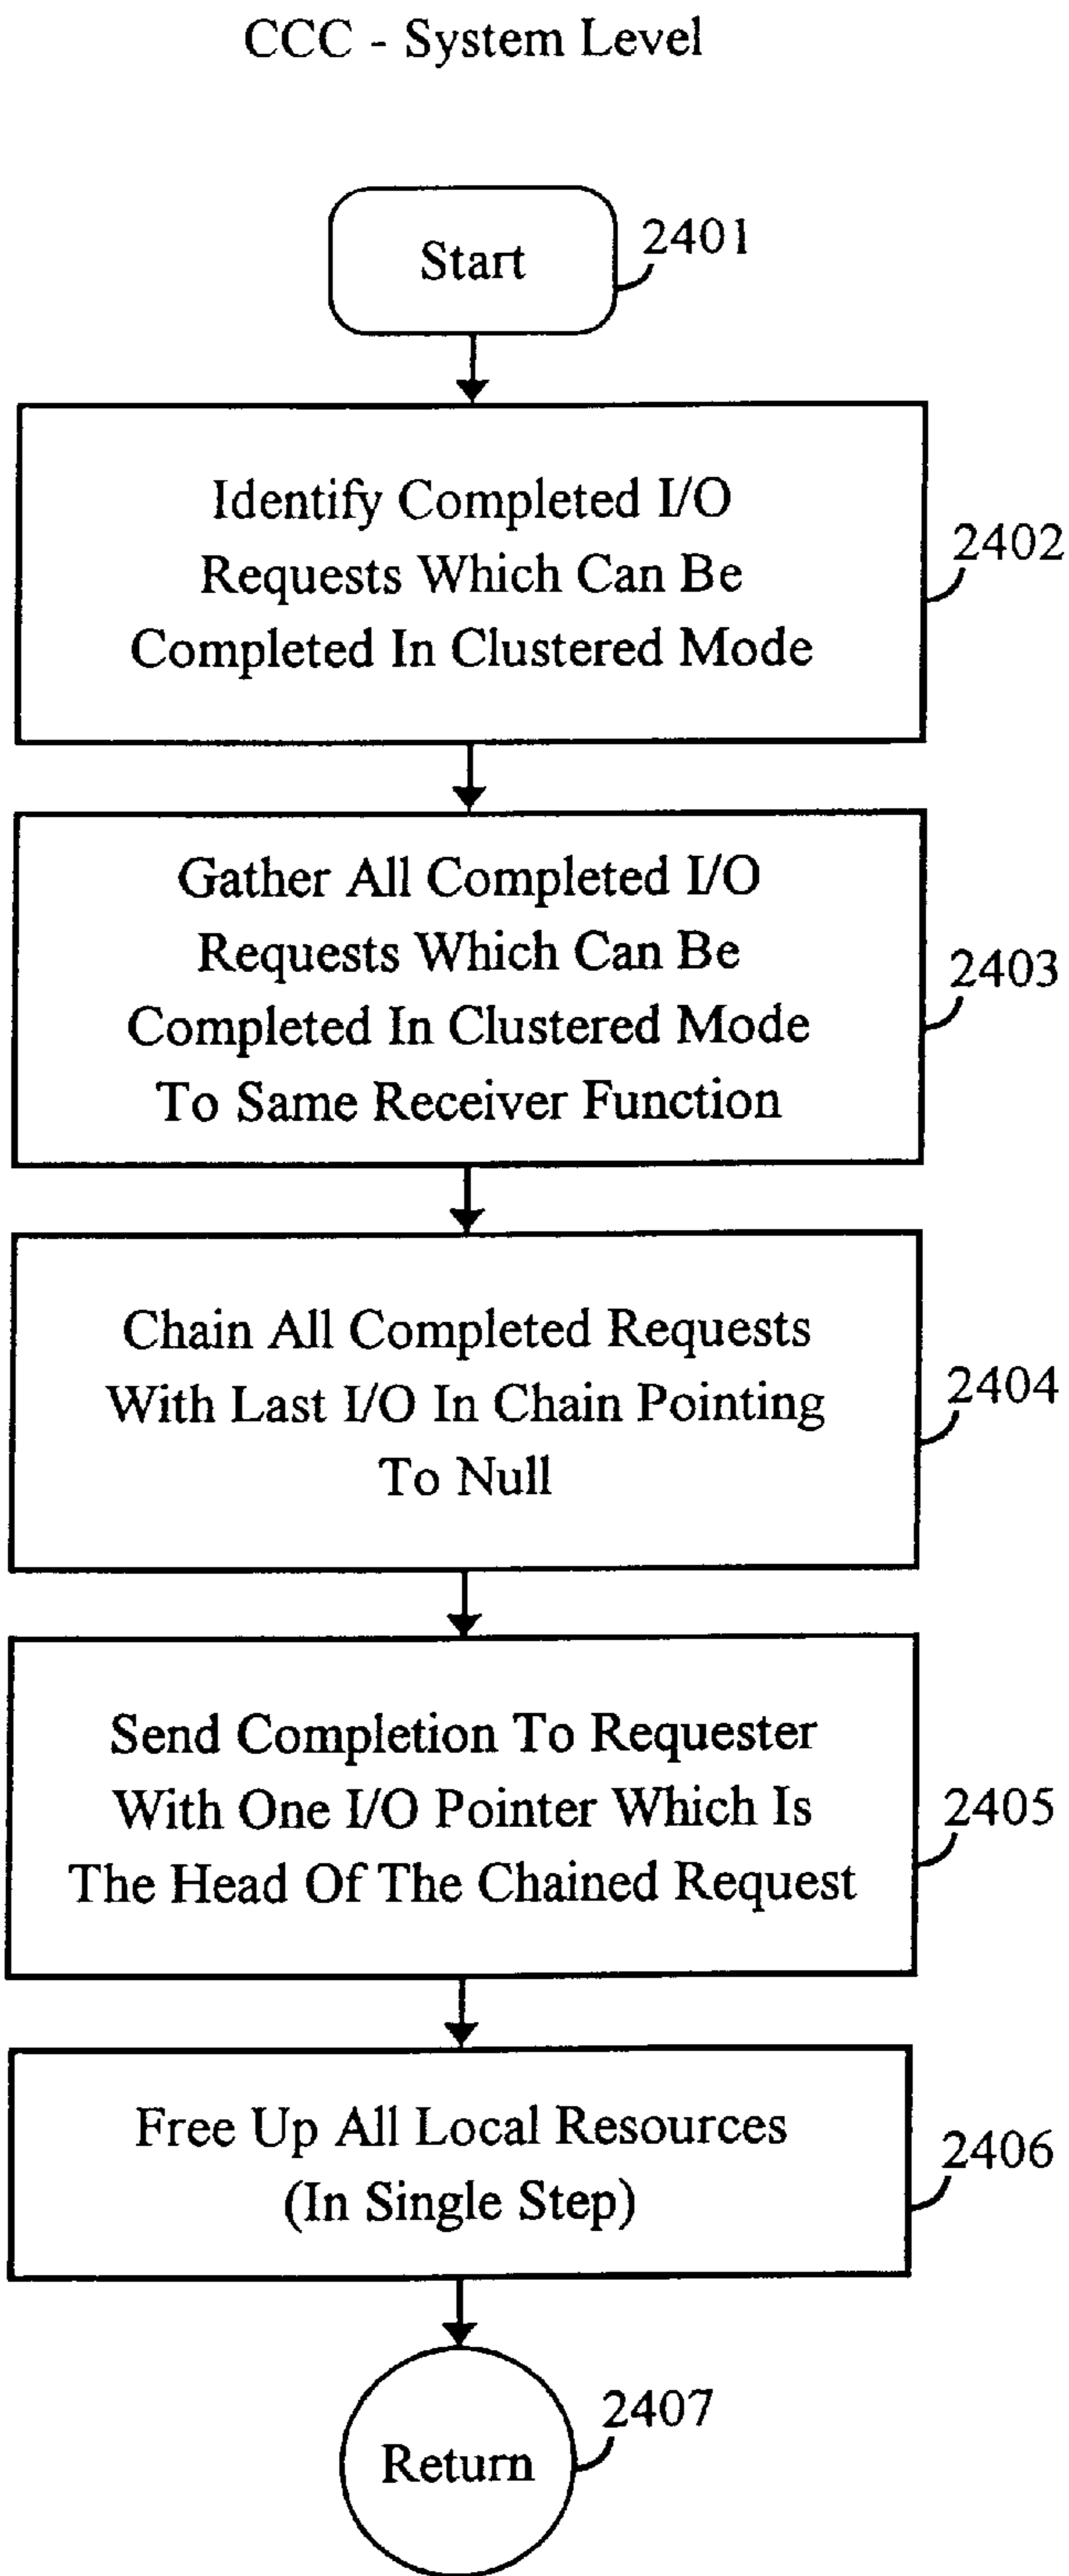 CCC - System Level
Start
2401
Identify Completed I/O
Requests Which Can Be
Completed In Clustered Mode
2402
Gather All Completed I/O
Requests Which Can Be
Completed In Clustered Mode
To Same Receiver Function
2403
Chain All Completed Requests
With Last I/O In Chain Pointing
To Null
2404
Send Completion To Requester
With One I/O Pointer Which Is
The Head Of The Chained Request
2405
Free Up All Local Resources
(In Single Step)
2406
Return
2407